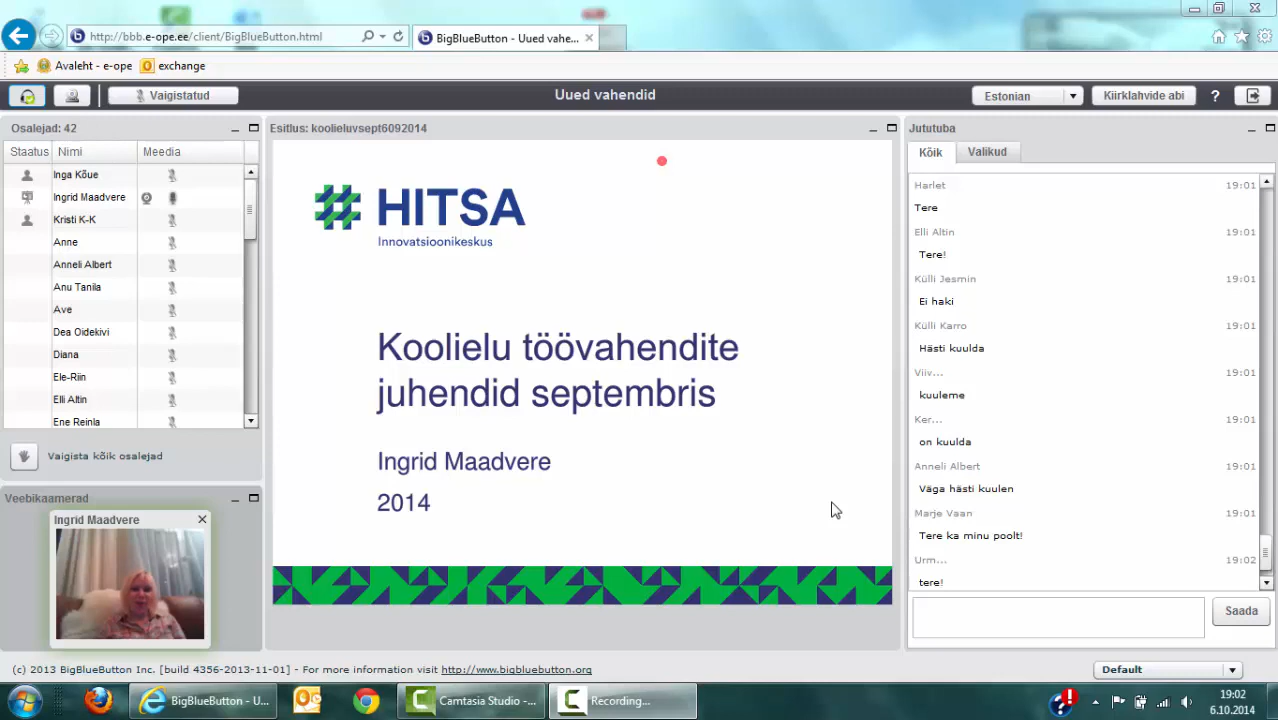 http://bbb.e-ope.ee/client/BigBlueButton.html
BigBlueButton - Uued vahe...
Avaleht - e-ope
exchange
Vaigistatud
Uued vahendid
Estonian
Kiirklahvide abi
?
Osalejad: 42
Staatus Nimi Meedia
Inga Kõue
Ingrid Maadvere
Kristi K-K
Anne
Anneli Albert
Anu Tanila
Ave
Dea Oidekivi
Diana
Ele-Riin
Elli Altin
Ene Reinla
Vaigista kõik osalejad
Veebikaamerad
Ingrid Maadvere
Esitlus: koolieluvsept6092014
HITSA
Innovatsioonikeskus
Koolielu töövahendite
juhendid septembris
Ingrid Maadvere
2014
Jututuba
Kõik Valikud
Harlet 19:01
Tere
Elli Altin 19:01
Tere!
Külli Jesmin 19:01
Ei haki
Külli Karro 19:01
Hästi kuulda
Viiv... 19:01
kuuleme
Ker... 19:01
on kuulda
Anneli Albert 19:01
Väga hästi kuulen
Marje Vaan 19:01
Tere ka minu poolt!
Urm... 19:02
tere!
Saada
(c) 2013 BigBlueButton Inc. [build 4356-2013-11-01] - For more information visit http://www.bigbluebutton.org
Default
BigBlueButton - U...
Camtasia Studio -...
Recording...
19:02
6.10.2014